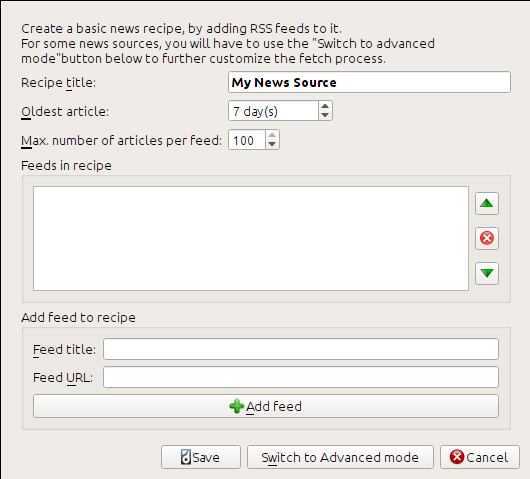 Create a basic news recipe, by adding RSS feeds to it.
For some news sources, you will have to use the "Switch to advanced
mode"button below to further customize the fetch process.
Recipe title: My News Source
Oldest article: 7 day(s)
Max. number of articles per feed: 100
Feeds in recipe
Add feed to recipe
Feed title:
Feed URL:
Add feed
Save Switch to Advanced mode Cancel